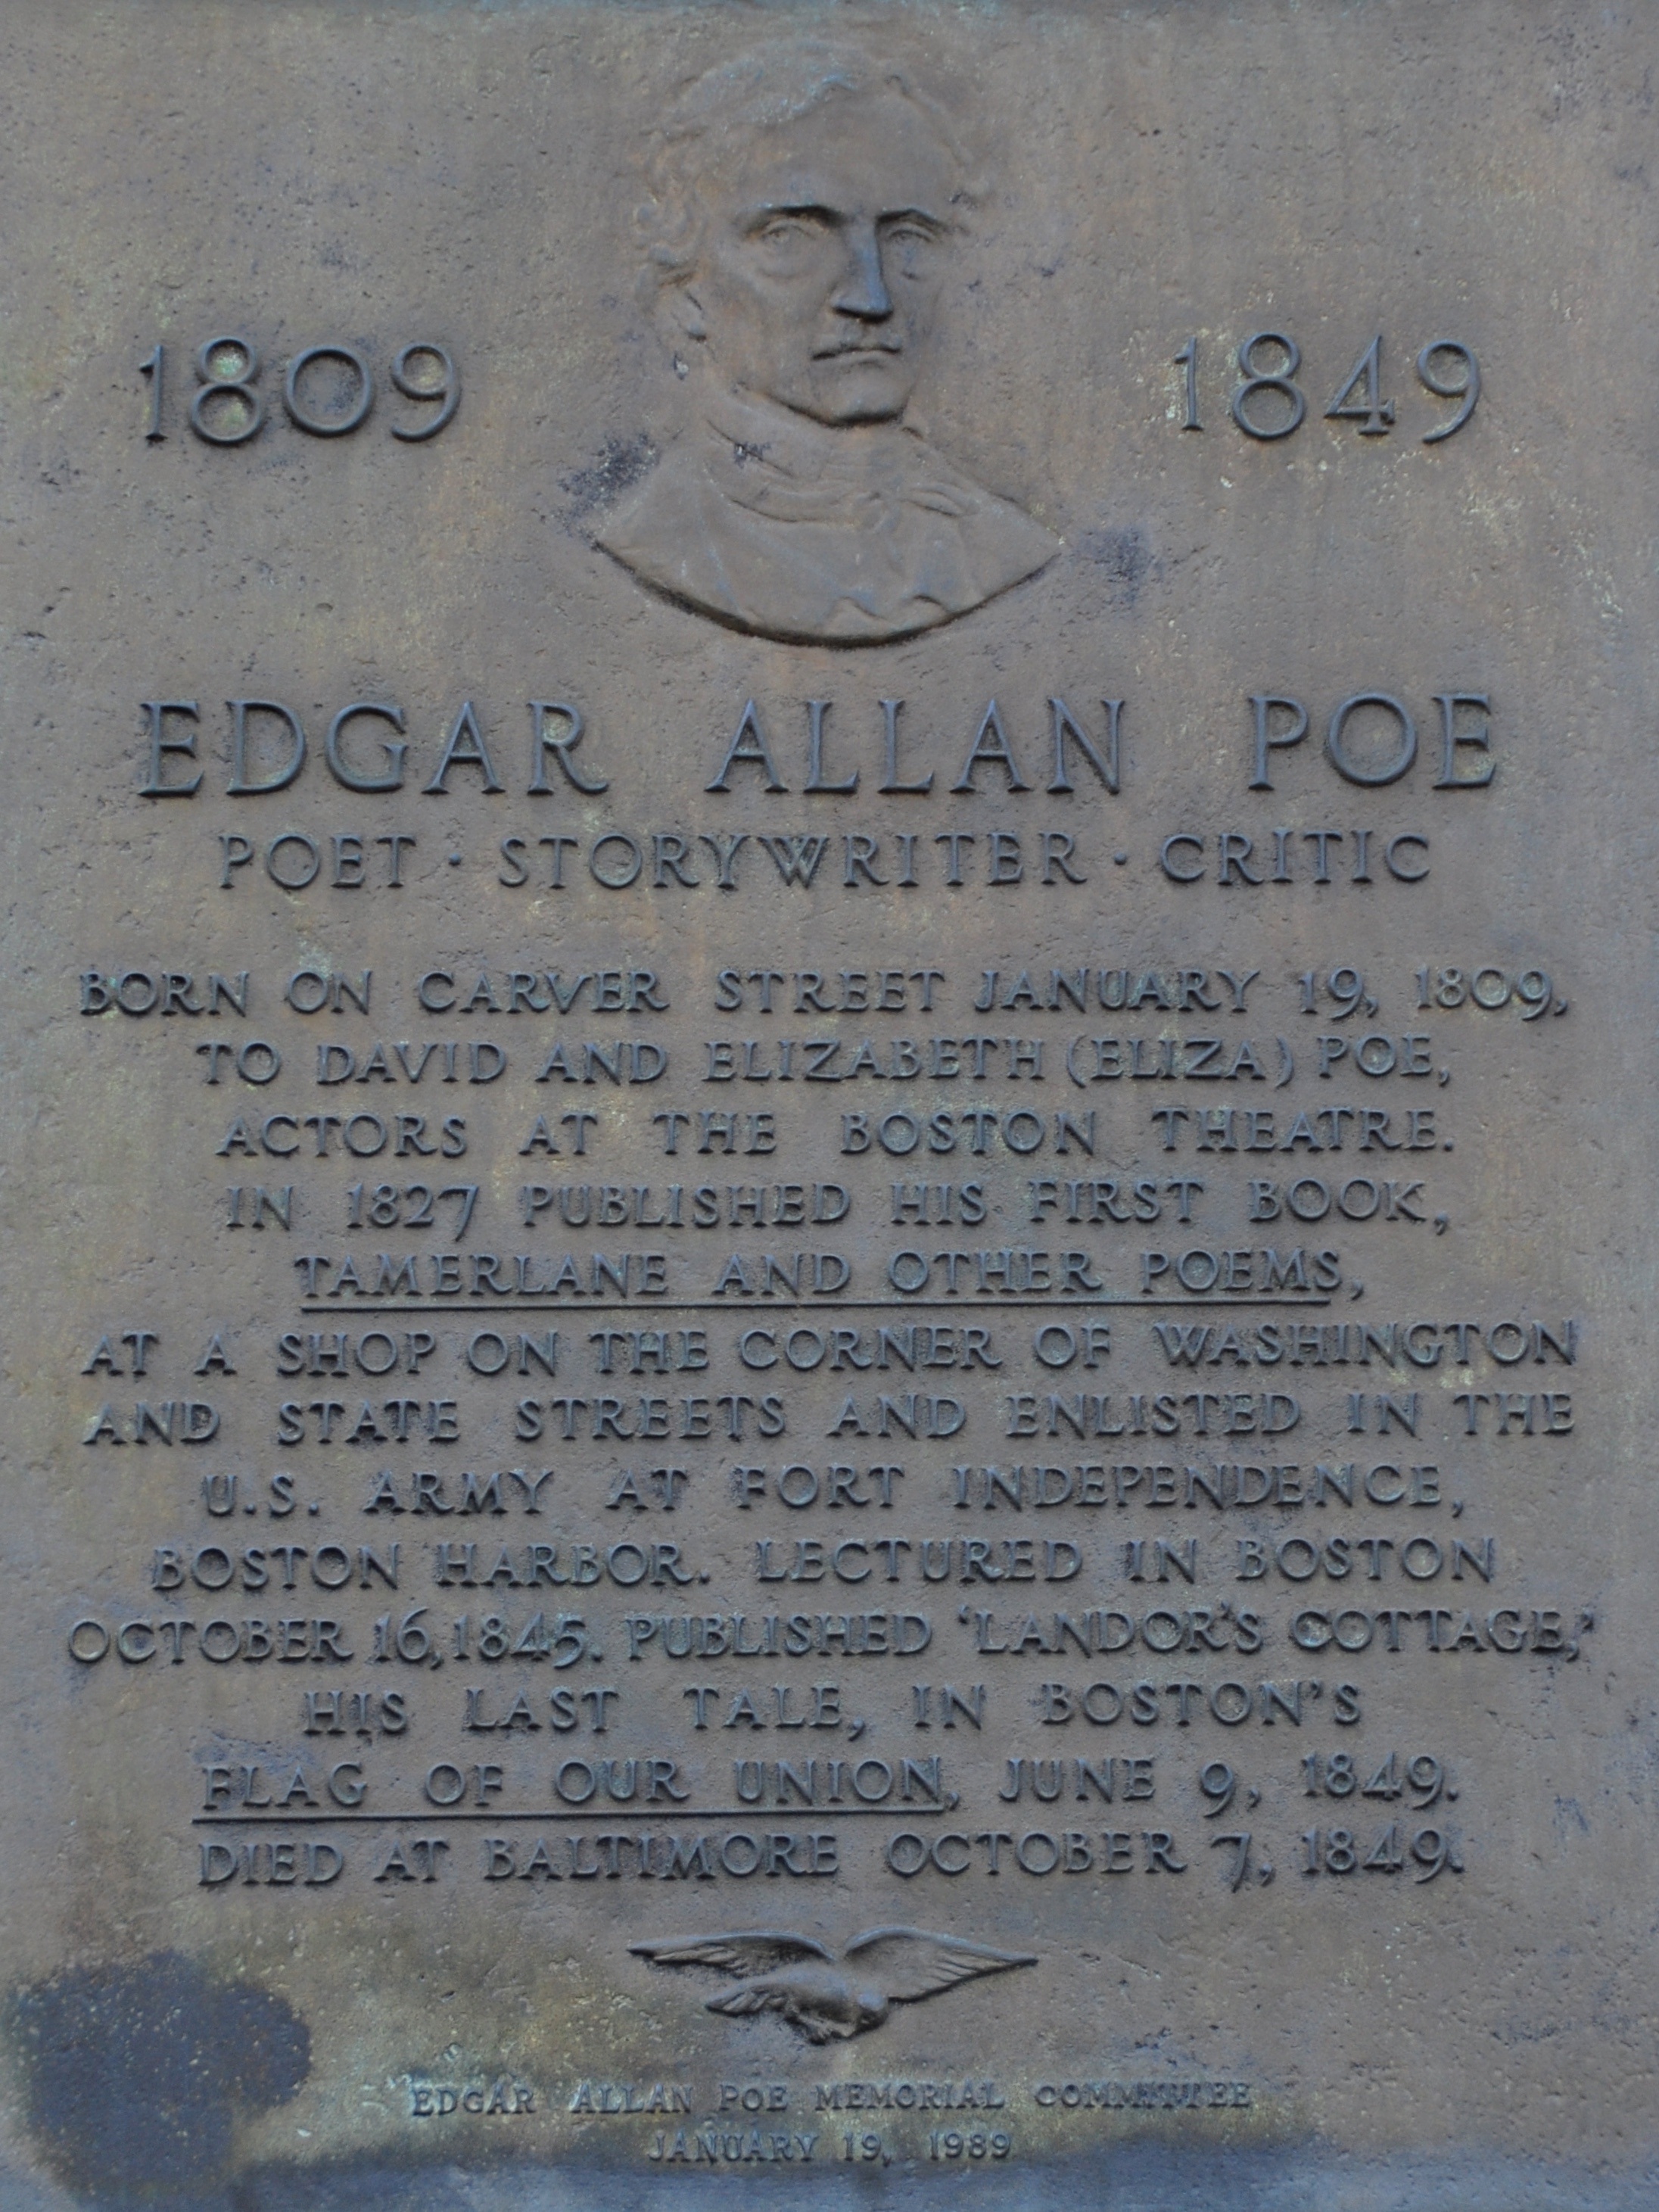 1809 1849
EDGAR ALLAN POE
POET · STORYWRITER · CRITIC
BORN ON CARVER STREET JANUARY 19, 1809,
TO DAVID AND ELIZABETH (ELIZA) POE,
ACTORS AT THE BOSTON THEATRE.
IN 1827 PUBLISHED HIS FIRST BOOK,
TAMERLANE AND OTHER POEMS,
AT A SHOP ON THE CORNER OF WASHINGTON
AND STATE STREETS AND ENLISTED IN THE
U.S. ARMY AT FORT INDEPENDENCE,
BOSTON HARBOR. LECTURED IN BOSTON
OCTOBER 16, 1845. PUBLISHED 'LANDOR'S COTTAGE,'
HIS LAST TALE, IN BOSTON'S
FLAG OF OUR UNION, JUNE 9, 1849.
DIED AT BALTIMORE OCTOBER 7, 1849.
EDGAR ALLAN POE MEMORIAL COMMITTEE
JANUARY 19, 1989